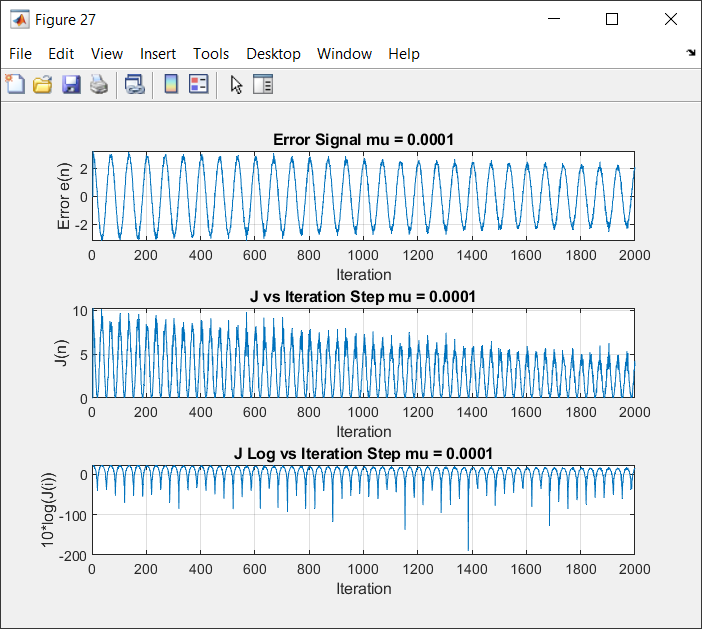 Figure 27
File Edit View Insert Tools Desktop Window Help
Error Signal mu = 0.0001
Error e(n)
2
0
-2
0 200 400 600 800 1000 1200 1400 1600 1800 2000
Iteration
J vs Iteration Step mu = 0.0001
J(n)
10
5
0
0 200 400 600 800 1000 1200 1400 1600 1800 2000
Iteration
J Log vs Iteration Step mu = 0.0001
10*log(J(i))
0
-100
-200
0 200 400 600 800 1000 1200 1400 1600 1800 2000
Iteration